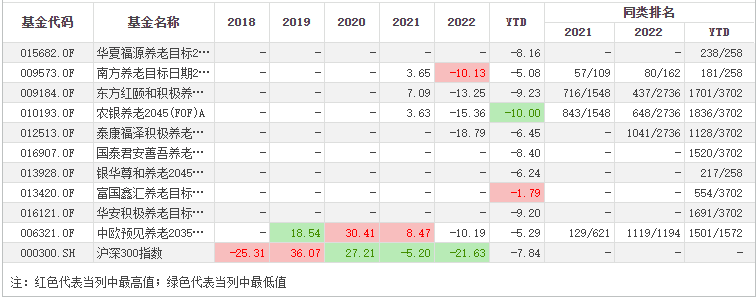 基金代码 基金名称 2018 2019 2020 2021 2022 YTD 同类排名
2021 2022 YTD
015682.OF 华夏福源养老目标2… － － － － － -8.16 － － 238/258
009573.OF 南方养老目标日期2… － － － 3.65 -10.13 -5.08 57/109 80/162 181/258
009184.OF 东方红颐和积极养… － － － 7.09 -13.25 -9.23 716/1548 437/2736 1701/3702
010193.OF 农银养老2045(FOF)A － － － 3.63 -15.36 -10.00 843/1548 648/2736 1836/3702
012513.OF 泰康福泽积极养老… － － － － -18.79 -6.45 － 1041/2736 1128/3702
016907.OF 国泰君安善吾养老… － － － － － -8.40 － － 1520/3702
013928.OF 银华尊和养老2045… － － － － － -6.24 － － 217/258
013420.OF 富国鑫汇养老目标… － － － － － -1.79 － － 554/3702
016121.OF 华安积极养老目标… － － － － － -9.20 － － 1691/3702
006321.OF 中欧预见养老2035… － 18.54 30.41 8.47 -10.19 -5.29 129/621 1119/1194 1501/1572
000300.SH 沪深300指数 -25.31 36.07 27.21 -5.20 -21.63 -7.84 － － －
注: 红色代表当列中最高值; 绿色代表当列中最低值